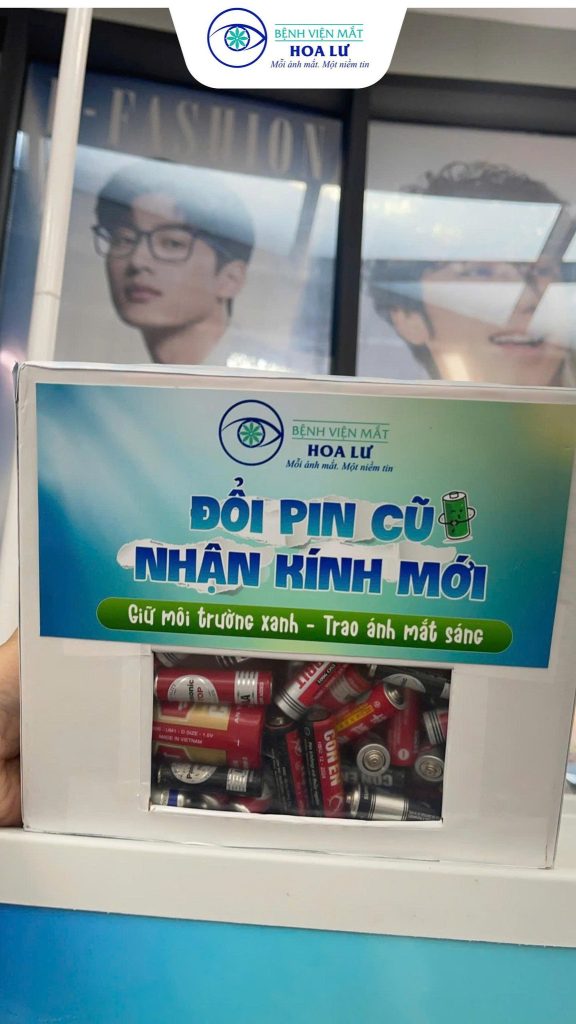 BỆNH VIỆN MẮT
HOA LƯ
Mỗi ánh mắt. Một niềm tin
-FASHION
BỆNH VIỆN MẮT
HOA LƯ
Mỗi ánh mắt. Một niềm tin
ĐỔI PIN CŨ
NHẬN KÍNH MỚI
Giữ môi trường xanh - Trao ánh mắt sáng
MADE IN VIETNAM
CON EN